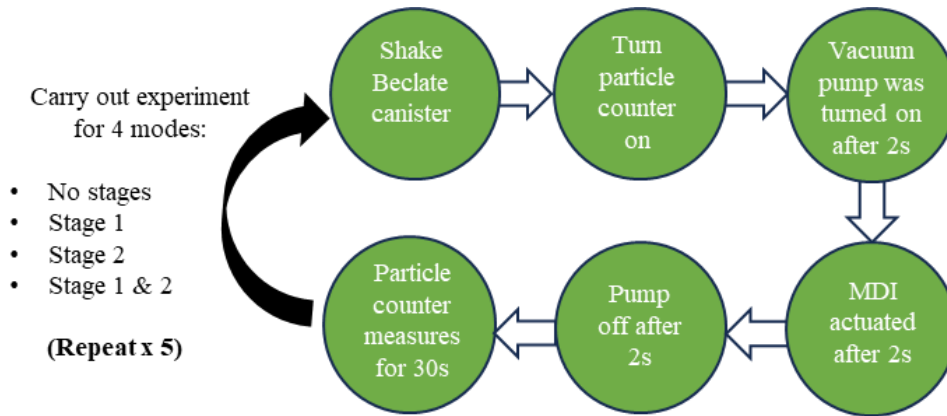 Carry out experiment
for 4 modes:
• No stages
• Stage 1
• Stage 2
• Stage 1 & 2
(Repeat x 5)
Shake
Beclate
canister
Turn
particle
counter
on
Vacuum
pump was
turned on
after 2s
MDI
actuated
after 2s
Pump
off after
2s
Particle
counter
measures
for 30s